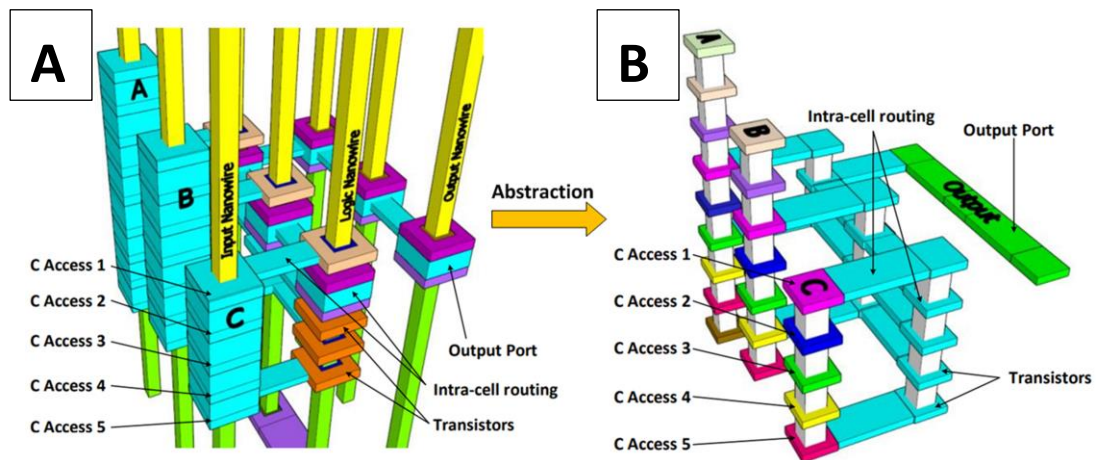 A
A
B
C
Input Nanowire
Logic Nanowire
Output Nanowire
C Access 1
C Access 2
C Access 3
C Access 4
C Access 5
Output Port
Intra-cell routing
Transistors
Abstraction
B
A
B
C
Output
Intra-cell routing
Output Port
C Access 1
C Access 2
C Access 3
C Access 4
C Access 5
Transistors